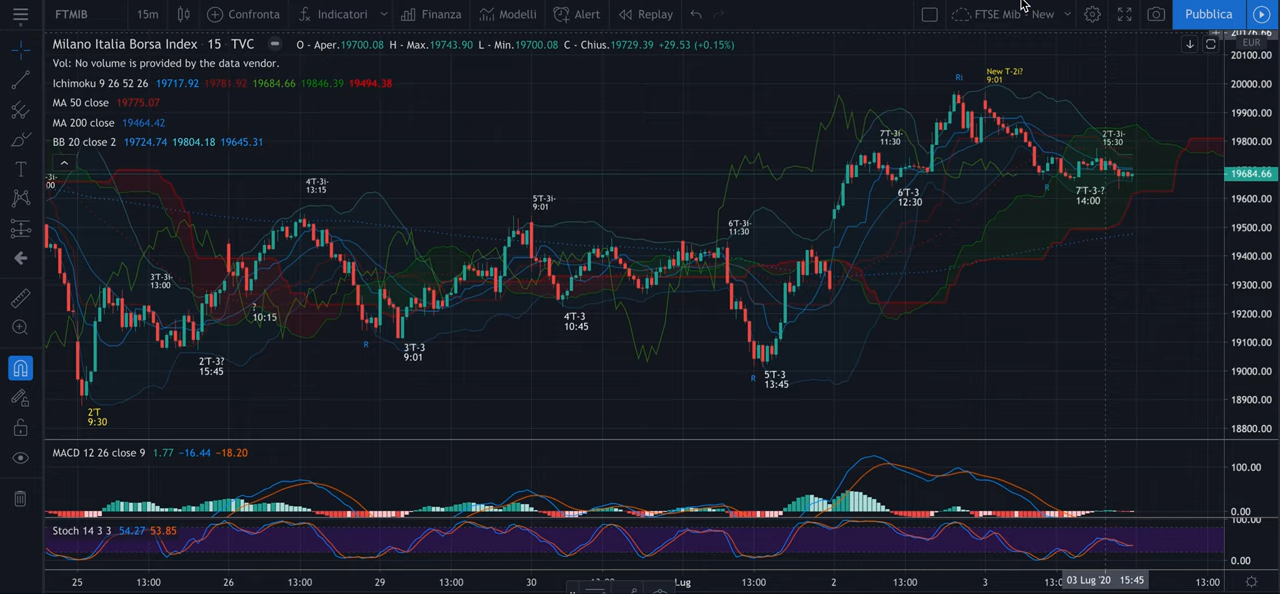 FTMIB 15m Confronta Indicatori Finanza Modelli Alert Replay FTSE Mib - New Pubblica
Milano Italia Borsa Index · 15 · TVC O - Aper.19700.08 H - Max.19743.90 L - Min.19700.08 C - Chius.19729.39 +29.53 (+0.15%)
EUR
Vol: No volume is provided by the data vendor.
Ichimoku 9 26 52 26 19717.92 19781.92 19684.66 19846.39 19494.38
MA 50 close 19775.07
MA 200 close 19464.42
BB 20 close 2 19724.74 19804.18 19645.31
20100.00
20000.00
19900.00
19800.00
19684.66
19600.00
19500.00
19400.00
19300.00
19200.00
19100.00
19000.00
18900.00
18800.00
-3i-
00
2'T
9:30
3'T-3i-
13:00
2'T-3?
15:45
?
10:15
4'T-3i-
13:15
R
3'T-3
9:01
5'T-3i-
9:01
4'T-3
10:45
6'T-3i-
11:30
R
5'T-3
13:45
7'T-3i-
11:30
6'T-3
12:30
Ri
New T-2i?
9:01
R
7'T-3-?
14:00
2'T-3i-
15:30
MACD 12 26 close 9 1.77 −16.44 −18.20
100.00
0.00
Stoch 14 3 3 54.27 53.85
100.00
0.00
25 13:00 26 13:00 29 13:00 30 Lug 13:00 2 13:00 3 03 Lug '20 15:45 13:00